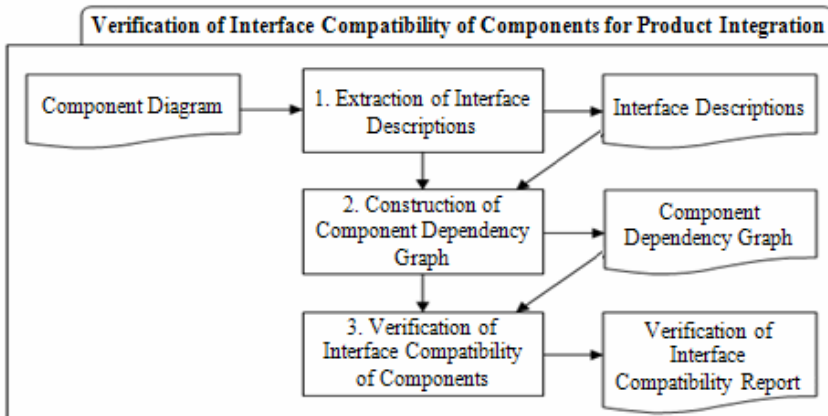 Verification of Interface Compatibility of Components for Product Integration
Component Diagram
1. Extraction of Interface
Descriptions
Interface Descriptions
2. Construction of
Component Dependency
Graph
Component
Dependency Graph
3. Verification of
Interface Compatibility
of Components
Verification of
Interface
Compatibility Report